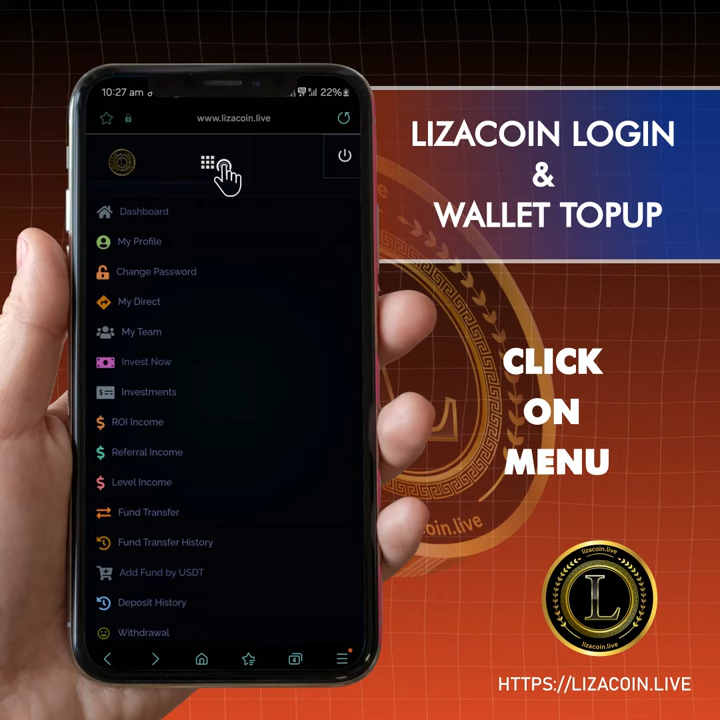 10:27 am
22%
www.lizacoin.live
Dashboard
My Profile
Change Password
My Direct
My Team
Invest Now
Investments
ROI Income
Referral Income
Level Income
Fund Transfer
Fund Transfer History
Add Fund by USDT
Deposit History
Withdrawal
4
LIZACOIN LOGIN
&
WALLET TOPUP
CLICK
ON
MENU
lizacoin.live
L
lizacoin.live
HTTPS://LIZACOIN.LIVE